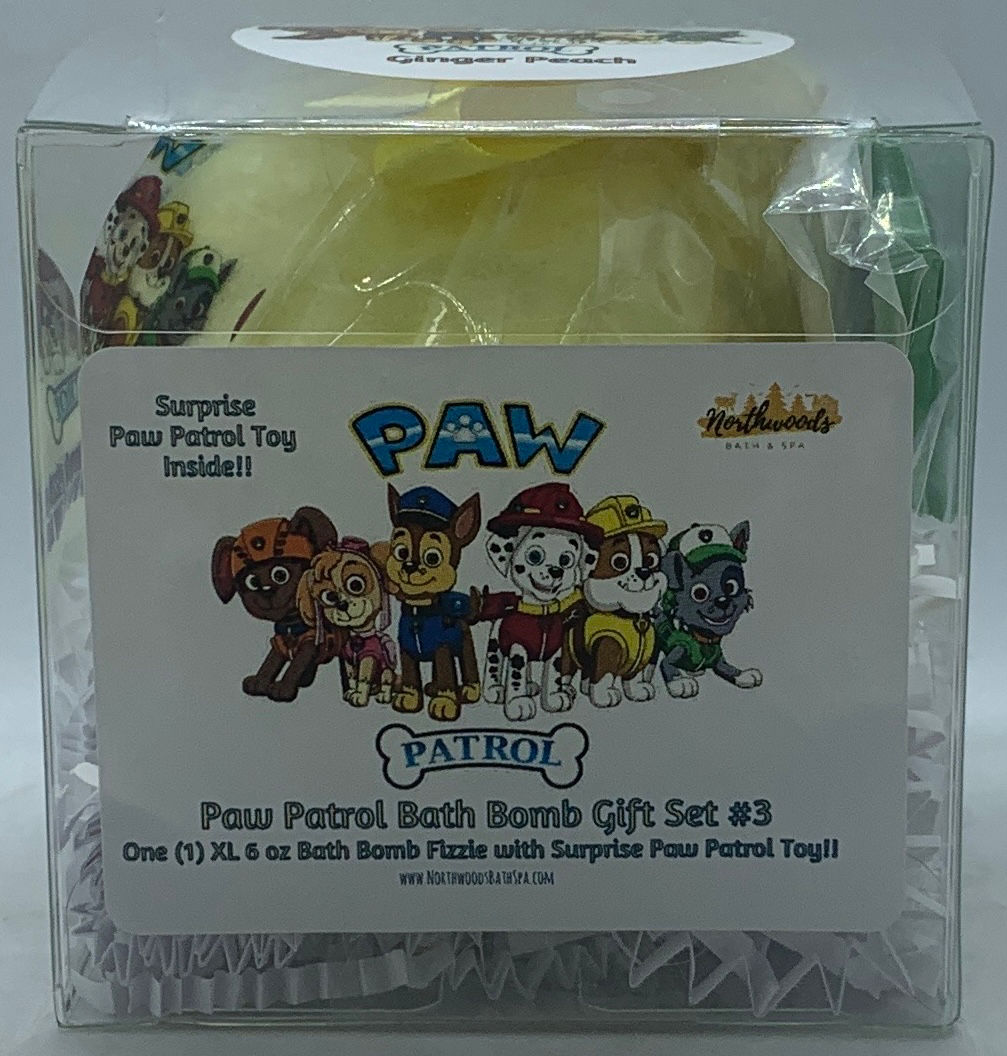 PATROL
Ginger Peach
Surprise
Paw Patrol Toy
Inside!!
PAW
Northwoods
BATH & SPA
PATROL
Paw Patrol Bath Bomb Gift Set #3
One (1) XL 6 oz Bath Bomb Fizzie with Surprise Paw Patrol Toy!!
www.NorthwoodsBathSpa.com